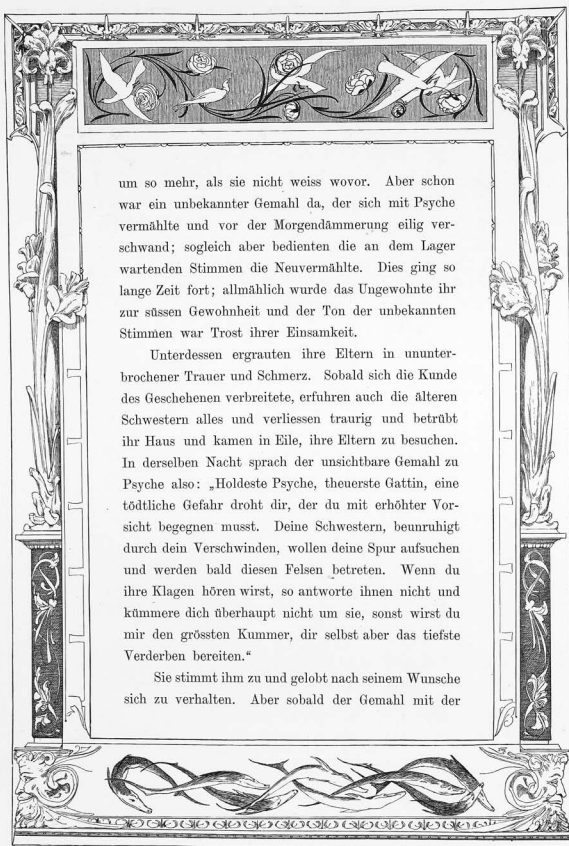 um so mehr, als sie nicht weiss wovor. Aber schon
war ein unbekannter Gemahl da, der sich mit Psyche
vermählte und vor der Morgendämmerung eilig ver-
schwand; sogleich aber bedienten die an dem Lager
wartenden Stimmen die Neuvermählte. Dies ging so
lange Zeit fort; allmählich wurde das Ungewohnte ihr
zur süssen Gewohnheit und der Ton der unbekannten
Stimmen war Trost ihrer Einsamkeit.
Unterdessen ergrauten ihre Eltern in ununter-
brochener Trauer und Schmerz. Sobald sich die Kunde
des Geschehenen verbreitete, erfuhren auch die älteren
Schwestern alles und verliessen traurig und betrübt
ihr Haus und kamen in Eile, ihre Eltern zu besuchen.
In derselben Nacht sprach der unsichtbare Gemahl zu
Psyche also: „Holdeste Psyche, theuerste Gattin, eine
tödtliche Gefahr droht dir, der du mit erhöhter Vor-
sicht begegnen musst. Deine Schwestern, beunruhigt
durch dein Verschwinden, wollen deine Spur aufsuchen
und werden bald diesen Felsen betreten. Wenn du
ihre Klagen hören wirst, so antworte ihnen nicht und
kümmere dich überhaupt nicht um sie, sonst wirst du
mir den grössten Kummer, dir selbst aber das tiefste
Verderben bereiten.“
Sie stimmt ihm zu und gelobt nach seinem Wunsche
sich zu verhalten. Aber sobald der Gemahl mit der